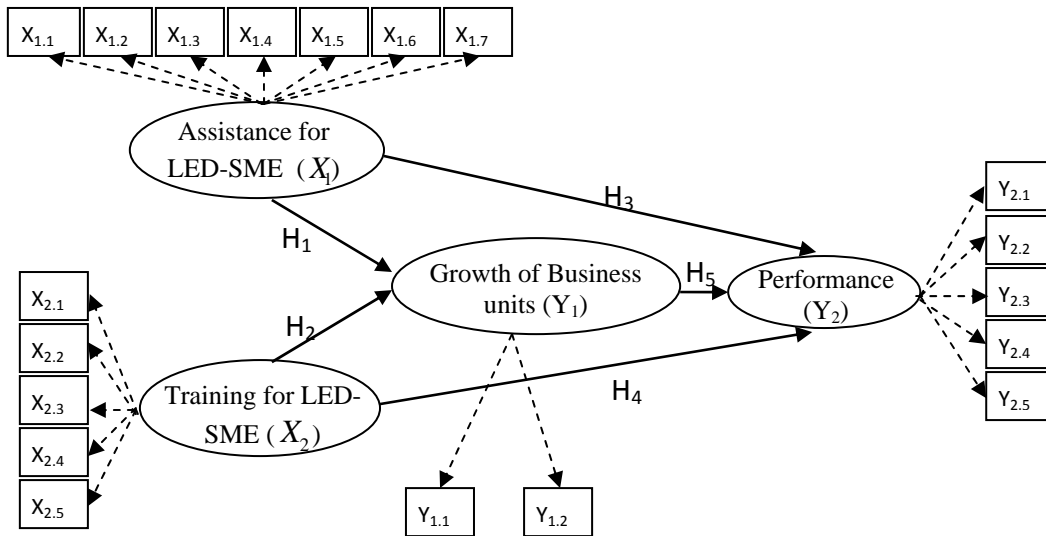 X1.1 X1.2 X1.3 X1.4 X1.5 X1.6 X1.7
Assistance for
LED-SME (X1)
H3
Y2.1
Y2.2
Y2.3
Y2.4
Y2.5
H1
Growth of Business
units (Y1)
H5
Performance
(Y2)
X2.1
X2.2
X2.3
X2.4
X2.5
H2
Training for LED-
SME (X2)
H4
Y1.1 Y1.2